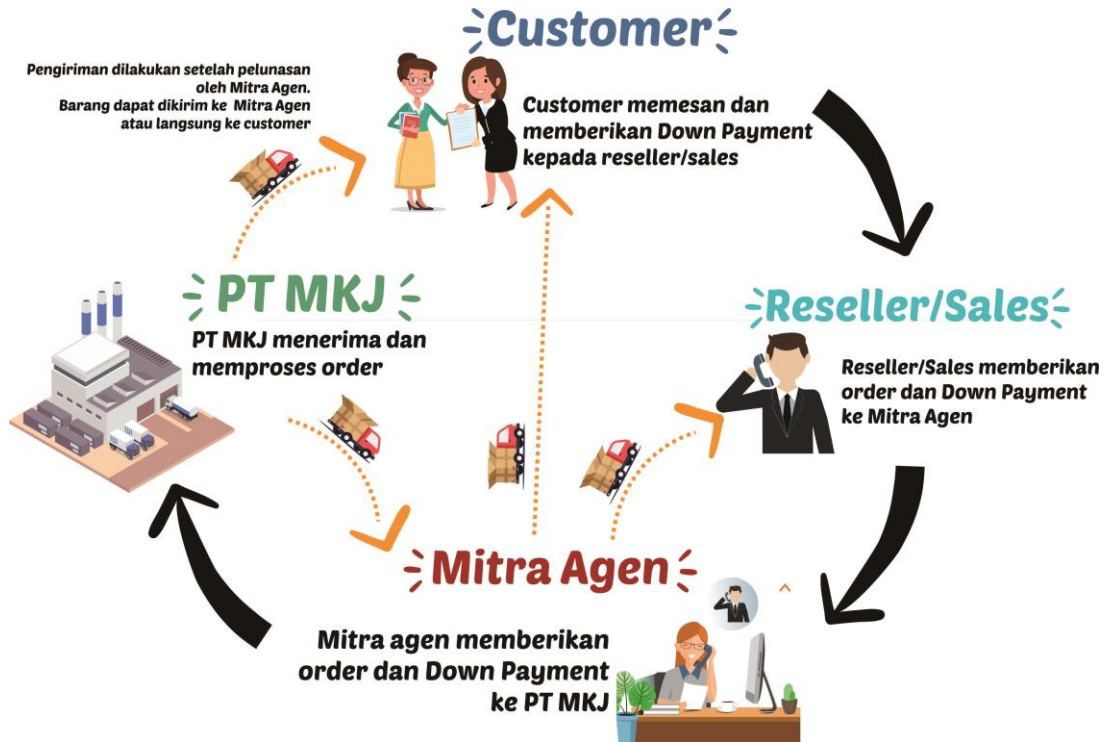 Customer
Pengiriman dilakukan setelah pelunasan
oleh Mitra Agen.
Barang dapat dikirim ke Mitra Agen
atau langsung ke customer
Customer memesan dan
memberikan Down Payment
kepada reseller/sales
PT MKJ
PT MKJ menerima dan
memproses order
Reseller/Sales
Reseller/Sales memberikan
order dan Down Payment
ke Mitra Agen
Mitra Agen
Mitra agen memberikan
order dan Down Payment
ke PT MKJ